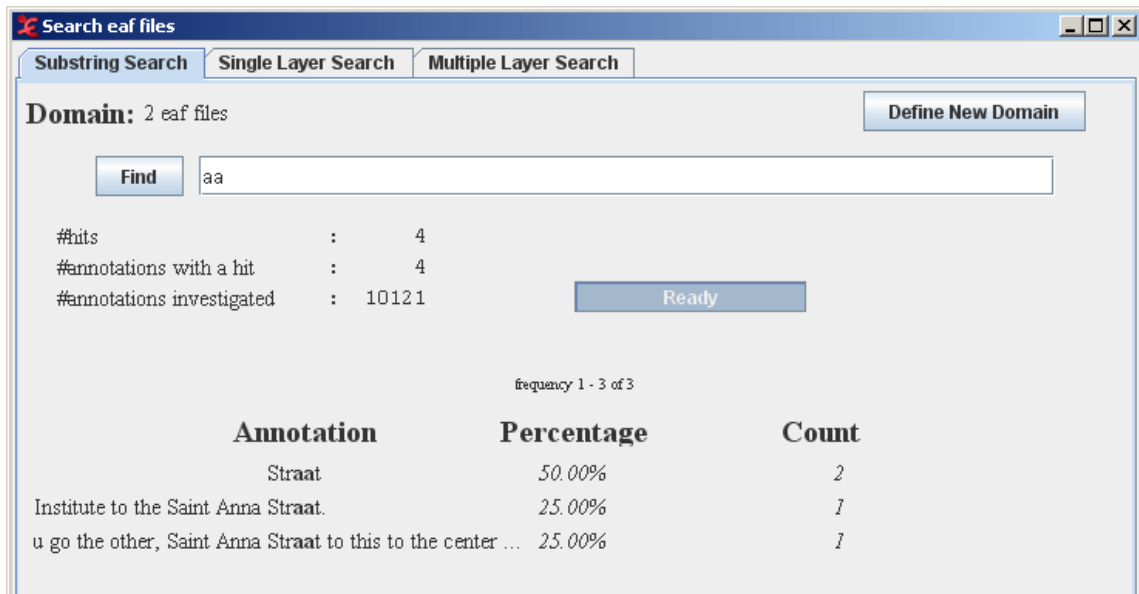 Search eaf files
Substring Search Single Layer Search Multiple Layer Search
Domain: 2 eaf files Define New Domain
Find aa
#hits : 4
#annotations with a hit : 4
#annotations investigated : 10121 Ready
frequency 1 - 3 of 3
Annotation Percentage Count
Straat 50.00% 2
Institute to the Saint Anna Straat. 25.00% 1
u go the other, Saint Anna Straat to this to the center ... 25.00% 1